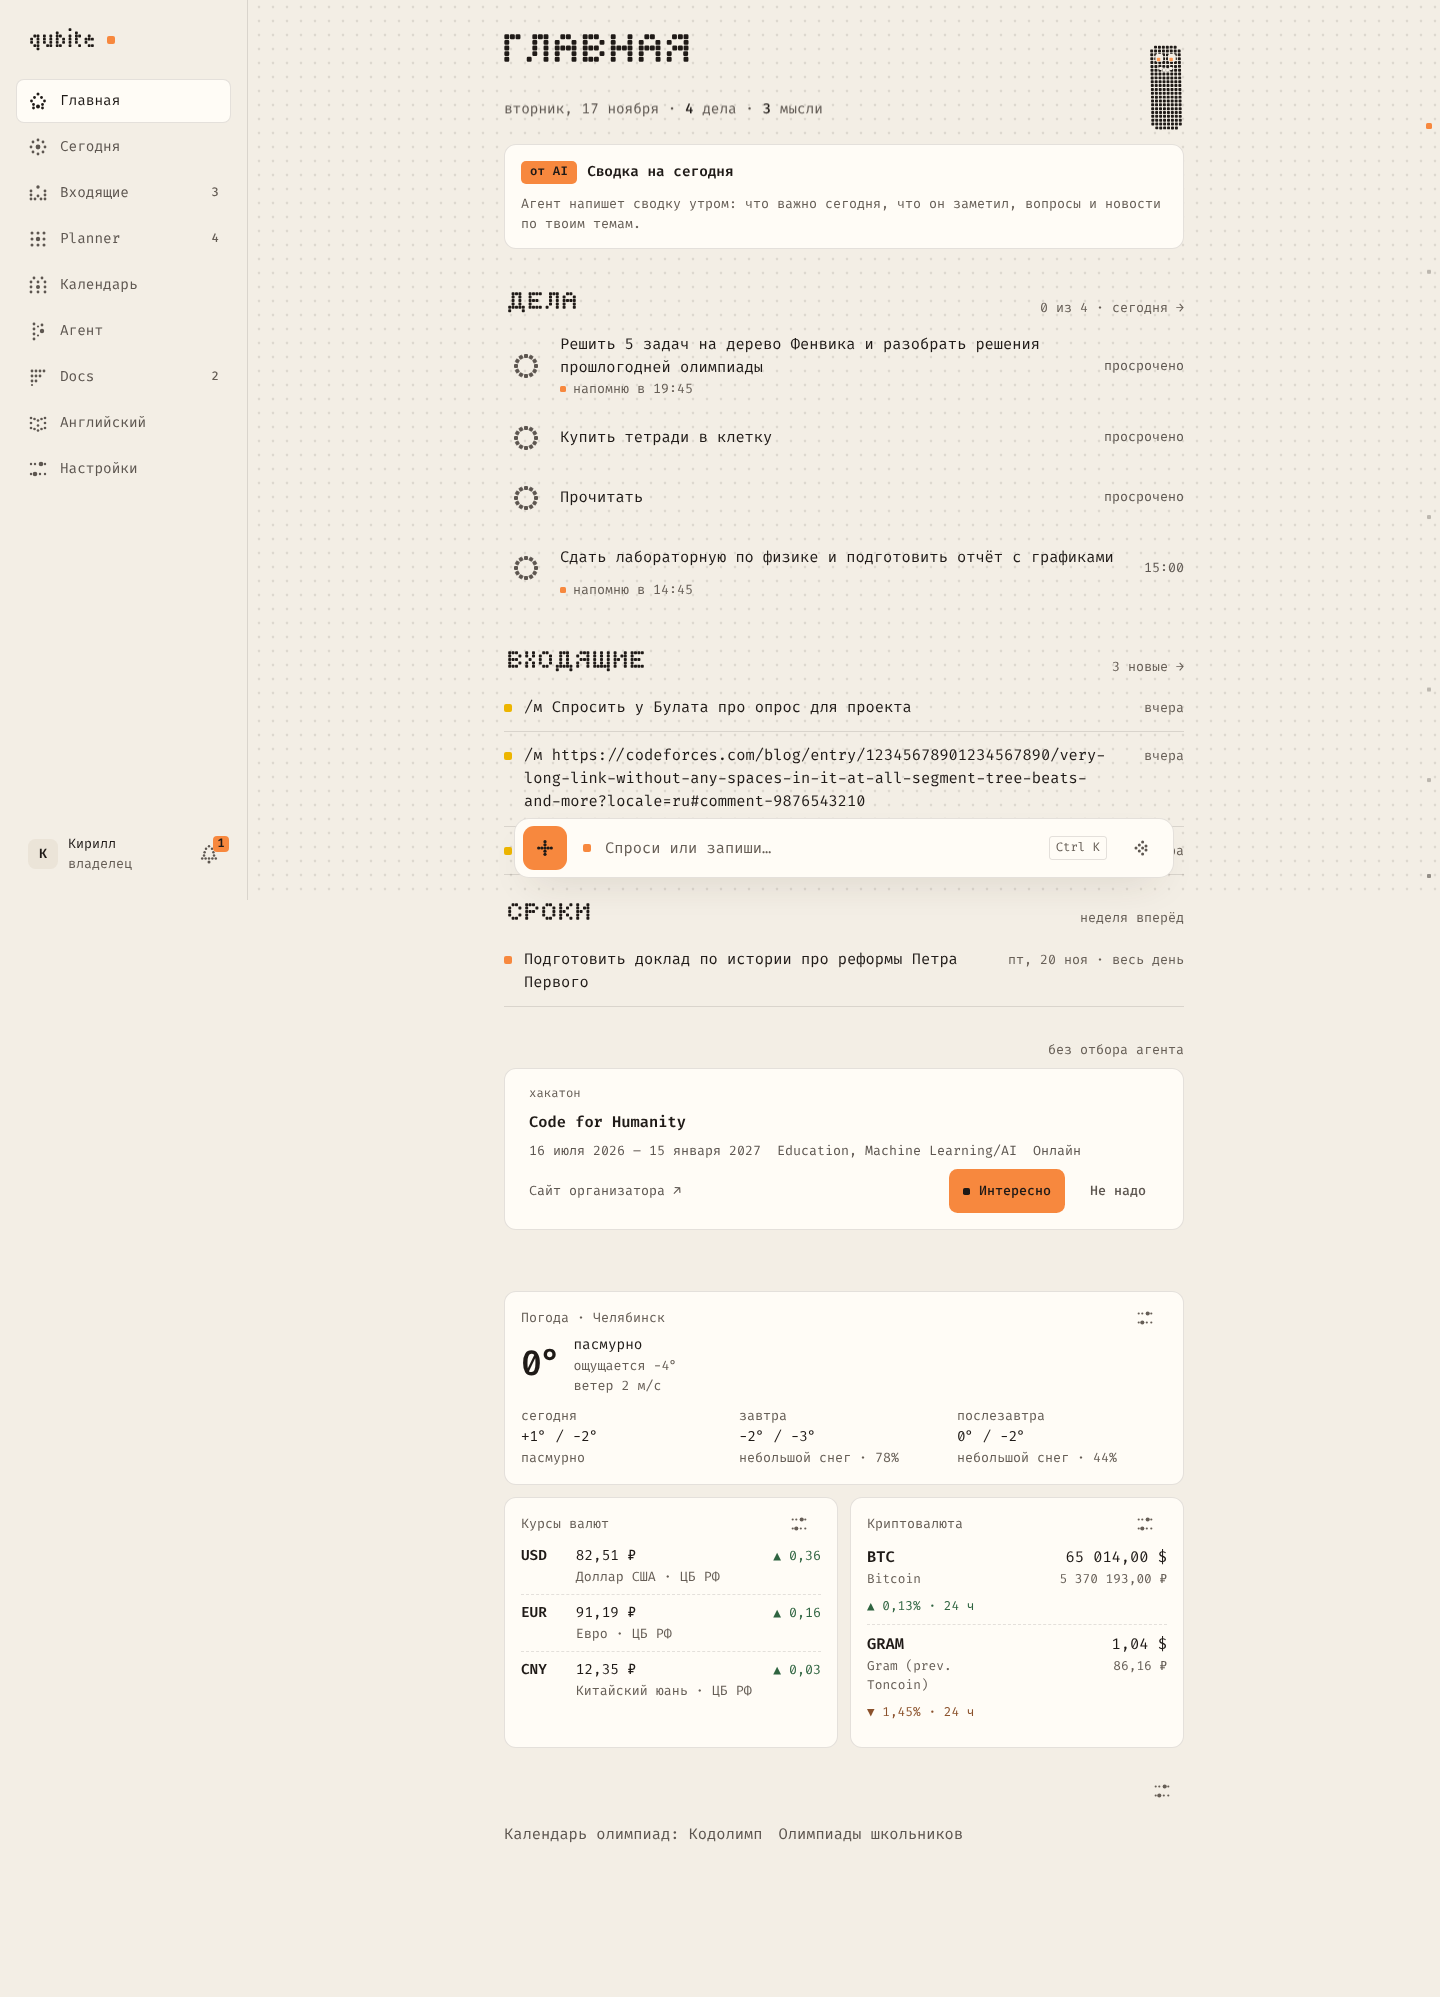 qubite
Главная
Сегодня
Входящие 3
Planner 4
Календарь
Агент
Docs 2
Английский
Настройки
К
Кирилл
владелец
1
ГЛАВНАЯ
вторник, 17 ноября · 4 дела · 3 мысли
от AI Сводка на сегодня
Агент напишет сводку утром: что важно сегодня, что он заметил, вопросы и новости
по твоим темам.
ДЕЛА
0 из 4 · сегодня →
Решить 5 задач на дерево Фенвика и разобрать решения
прошлогодней олимпиады
напомню в 19:45
просрочено
Купить тетради в клетку
просрочено
Прочитать
просрочено
Сдать лабораторную по физике и подготовить отчёт с графиками
напомню в 14:45
15:00
ВХОДЯЩИЕ
3 новые →
/м Спросить у Булата про опрос для проекта
вчера
/м https://codeforces.com/blog/entry/12345678901234567890/very-
long-link-without-any-spaces-in-it-at-all-segment-tree-beats-
and-more?locale=ru#comment-9876543210
вчера
Спроси или запиши…
Ctrl K
СРОКИ
неделя вперёд
Подготовить доклад по истории про реформы Петра
Первого
пт, 20 ноя · весь день
без отбора агента
хакатон
Code for Humanity
16 июля 2026 — 15 января 2027 Education, Machine Learning/AI Онлайн
Сайт организатора ↗
Интересно
Не надо
Погода · Челябинск
0°
пасмурно
ощущается -4°
ветер 2 м/с
сегодня
+1° / -2°
пасмурно
завтра
-2° / -3°
небольшой снег · 78%
послезавтра
0° / -2°
небольшой снег · 44%
Курсы валют
USD 82,51 ₽ ▲ 0,36
Доллар США · ЦБ РФ
EUR 91,19 ₽ ▲ 0,16
Евро · ЦБ РФ
CNY 12,35 ₽ ▲ 0,03
Китайский юань · ЦБ РФ
Криптовалюта
BTC 65 014,00 $
Bitcoin 5 370 193,00 ₽
▲ 0,13% · 24 ч
GRAM 1,04 $
Gram (prev. 86,16 ₽
Toncoin)
▼ 1,45% · 24 ч
Календарь олимпиад: Кодолимп Олимпиады школьников